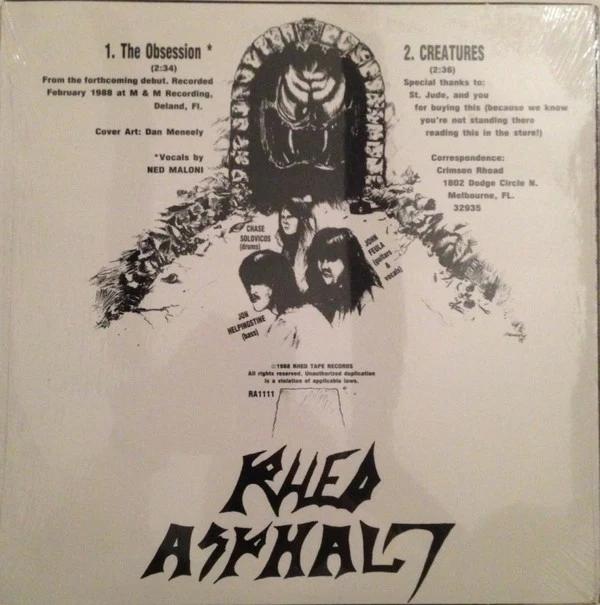 1. The Obsession *
(2:34)
From the forthcoming debut. Recorded
February 1988 at M & M Recording,
Deland, Fl.
Cover Art: Dan Meneely
*Vocals by
NED MALONI
2. CREATURES
(2:36)
Special thanks to:
St. Jude, and you
for buying this (because we know
you're not standing there
reading this in the store!)
Correspondence:
Crimson Rhoad
1802 Dodge Circle N.
Melbourne, FL.
32935
CHASE
SOLOVICOS
(drums)
JOHN
FEULA
(guitars
&
vocals)
JON
HELPINGSTINE
(bass)
©1988 RHED TAPE RECORDS
All rights reserved. Unauthorized duplication
is a violation of applicable laws.
RA1111
RHED
ASPHALT